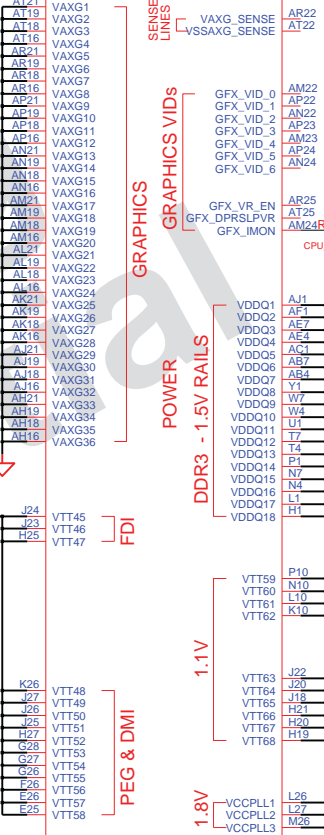 AT21 VAXG1
AT19 VAXG2
AT18 VAXG3
AT16 VAXG4
AR21 VAXG5
AR19 VAXG6
AR18 VAXG7
AR16 VAXG8
AP21 VAXG9
AP19 VAXG10
AP18 VAXG11
AP16 VAXG12
AN21 VAXG13
AN19 VAXG14
AN18 VAXG15
AN16 VAXG16
AM21 VAXG17
AM19 VAXG18
AM18 VAXG19
AM16 VAXG20
AL21 VAXG21
AL19 VAXG22
AL18 VAXG23
AL16 VAXG24
AK21 VAXG25
AK19 VAXG26
AK18 VAXG27
AK16 VAXG28
AJ21 VAXG29
AJ19 VAXG30
AJ18 VAXG31
AJ16 VAXG32
AH21 VAXG33
AH19 VAXG34
AH18 VAXG35
AH16 VAXG36
GRAPHICS
J24 VTT45
J23 VTT46
H25 VTT47
FDI
K26 VTT48
J27 VTT49
J26 VTT50
J25 VTT51
H27 VTT52
G28 VTT53
G27 VTT54
G26 VTT55
F26 VTT56
E26 VTT57
E25 VTT58
PEG & DMI
POWER
SENSE
LINES
VAXG_SENSE AR22
VSSAXG_SENSE AT22
GRAPHICS VIDs
GFX_VID_0 AM22
GFX_VID_1 AP22
GFX_VID_2 AN22
GFX_VID_3 AP23
GFX_VID_4 AM23
GFX_VID_5 AP24
GFX_VID_6 AN24
GFX_VR_EN AR25
GFX_DPRSLPVR AT25
GFX_IMON AM24 R
CPU
DDR3 - 1.5V RAILS
VDDQ1 AJ1
VDDQ2 AF1
VDDQ3 AE7
VDDQ4 AE4
VDDQ5 AC1
VDDQ6 AB7
VDDQ7 AB4
VDDQ8 Y1
VDDQ9 W7
VDDQ10 W4
VDDQ11 U1
VDDQ12 T7
VDDQ13 T4
VDDQ14 P1
VDDQ15 N7
VDDQ16 N4
VDDQ17 L1
VDDQ18 H1
1.1V
VTT59 P10
VTT60 N10
VTT61 L10
VTT62 K10
VTT63 J22
VTT64 J20
VTT65 J18
VTT66 H21
VTT67 H20
VTT68 H19
1.8V
VCCPLL1 L26
VCCPLL2 L27
VCCPLL3 M26